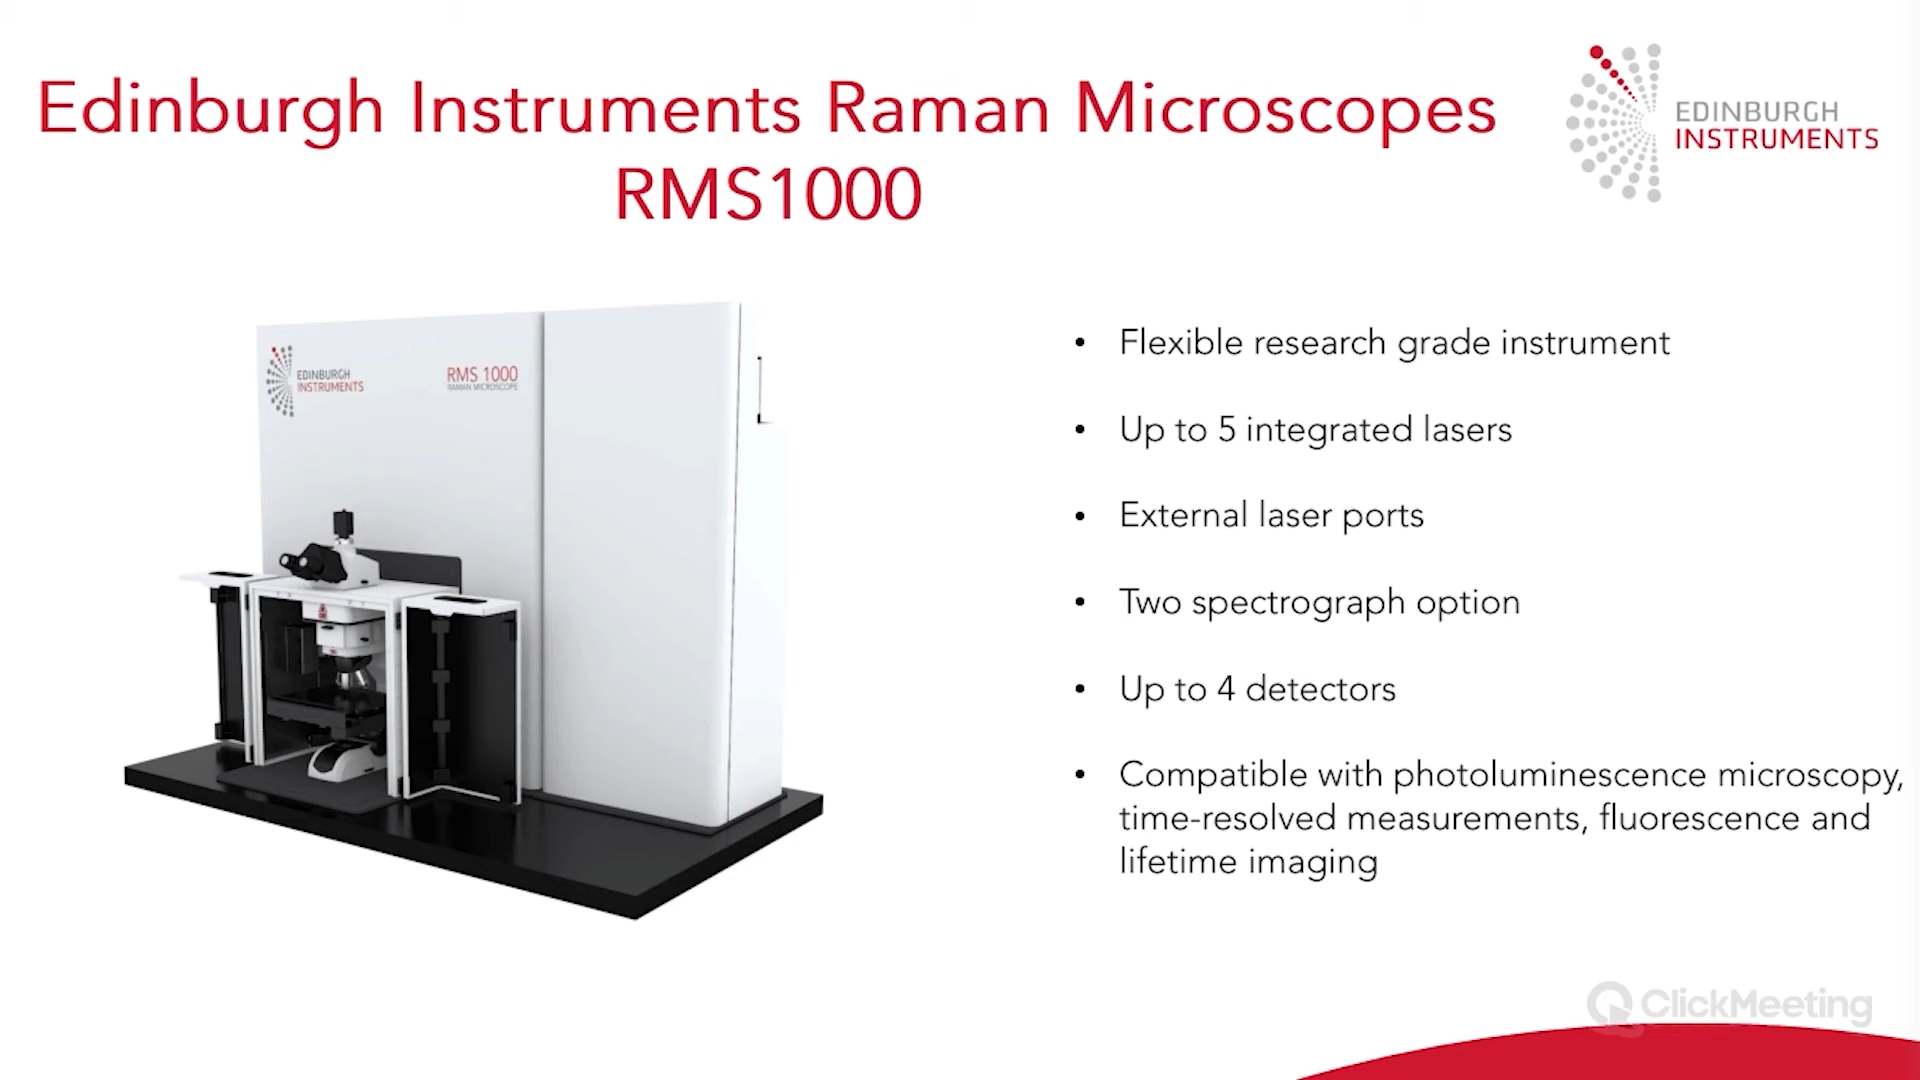 Edinburgh Instruments Raman Microscopes
RMS1000
EDINBURGH
INSTRUMENTS
EDINBURGH
INSTRUMENTS
RMS 1000
RAMAN MICROSCOPE
• Flexible research grade instrument
• Up to 5 integrated lasers
• External laser ports
• Two spectrograph option
• Up to 4 detectors
• Compatible with photoluminescence microscopy,
time-resolved measurements, fluorescence and
lifetime imaging
ClickMeeting